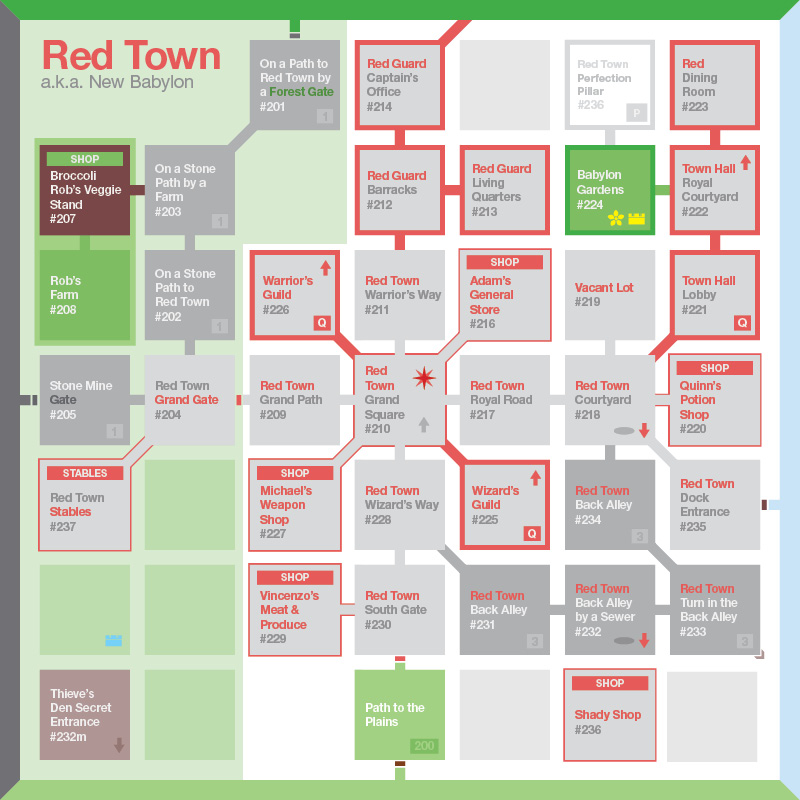 Red Town
a.k.a. New Babylon
On a Path to
Red Town by
a Forest Gate
#201
1
Red Guard
Captain's
Office
#214
Red Town
Perfection
Pillar
#236
P
Red
Dining
Room
#223
SHOP
Broccoli
Rob's Veggie
Stand
#207
On a Stone
Path by a
Farm
#203
1
Red Guard
Barracks
#212
Red Guard
Living
Quarters
#213
Babylon
Gardens
#224
Town Hall
Royal
Courtyard
#222
Rob's
Farm
#208
On a Stone
Path to
Red Town
#202
1
Warrior's
Guild
#226
Q
Red Town
Warrior's Way
#211
SHOP
Adam's
General
Store
#216
Vacant Lot
#219
Town Hall
Lobby
#221
Q
Stone Mine
Gate
#205
1
Red Town
Grand Gate
#204
Red Town
Grand Path
#209
Red
Town
Grand
Square
#210
Red Town
Royal Road
#217
Red Town
Courtyard
#218
SHOP
Quinn's
Potion
Shop
#220
STABLES
Red Town
Stables
#237
SHOP
Michael's
Weapon
Shop
#227
Red Town
Wizard's Way
#228
Wizard's
Guild
#225
Q
Red Town
Back Alley
#234
3
Red Town
Dock
Entrance
#235
SHOP
Vincenzo's
Meat &
Produce
#229
Red Town
South Gate
#230
Red Town
Back Alley
#231
3
Red Town
Back Alley
by a Sewer
#232
Red Town
Turn in the
Back Alley
#233
3
Thieve's
Den Secret
Entrance
#232m
Path to the
Plains
200
SHOP
Shady Shop
#236